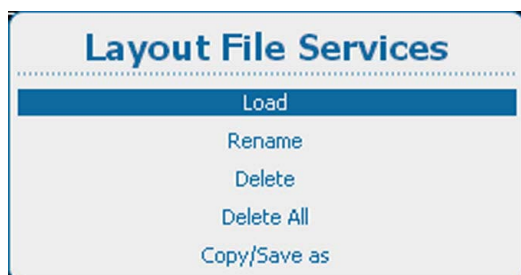 Layout File Services
Load
Rename
Delete
Delete All
Copy/Save as